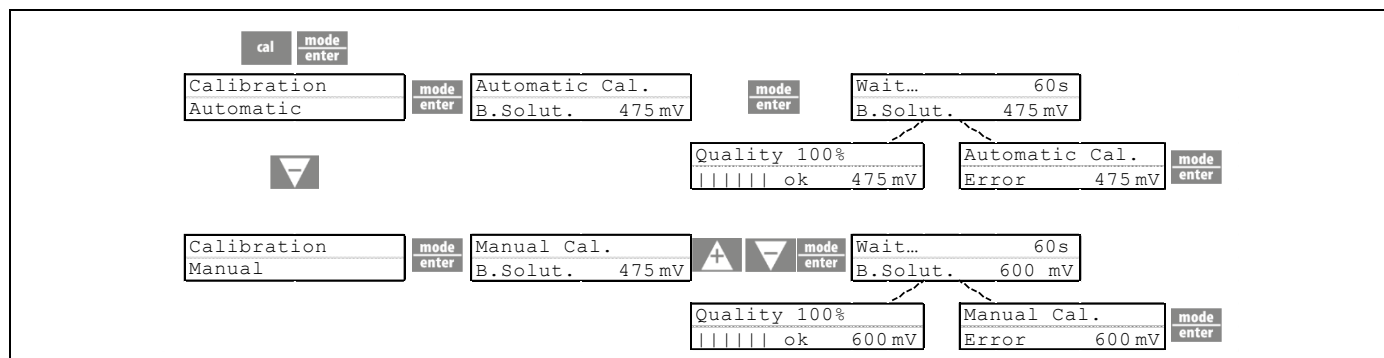 cal mode
enter
Calibration
Automatic
mode
enter
Automatic Cal.
B.Solut. 475 mV
mode
enter
Wait… 60s
B.Solut. 475 mV
Quality 100%
|||||| ok 475 mV
Automatic Cal.
Error 475 mV
mode
enter
−
Calibration
Manual
mode
enter
Manual Cal.
B.Solut. 475 mV
+ − mode
enter
Wait… 60s
B.Solut. 600 mV
Quality 100%
|||||| ok 600 mV
Manual Cal.
Error 600 mV
mode
enter